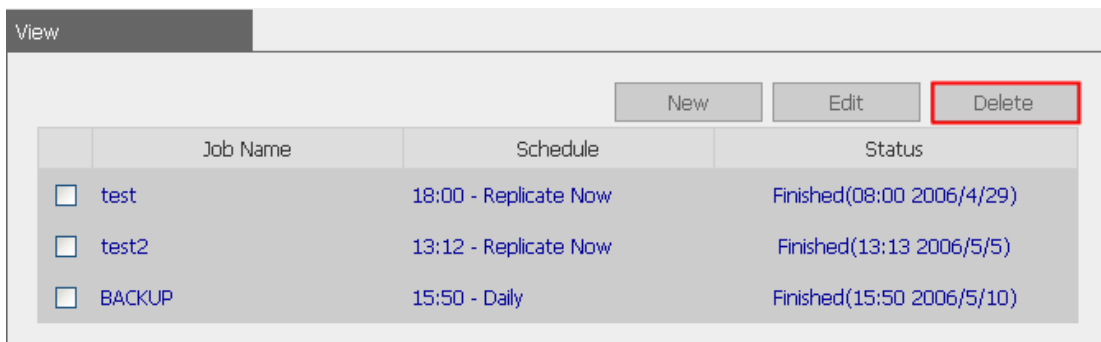 View
New Edit Delete
Job Name Schedule Status
test 18:00 - Replicate Now Finished(08:00 2006/4/29)
test2 13:12 - Replicate Now Finished(13:13 2006/5/5)
BACKUP 15:50 - Daily Finished(15:50 2006/5/10)